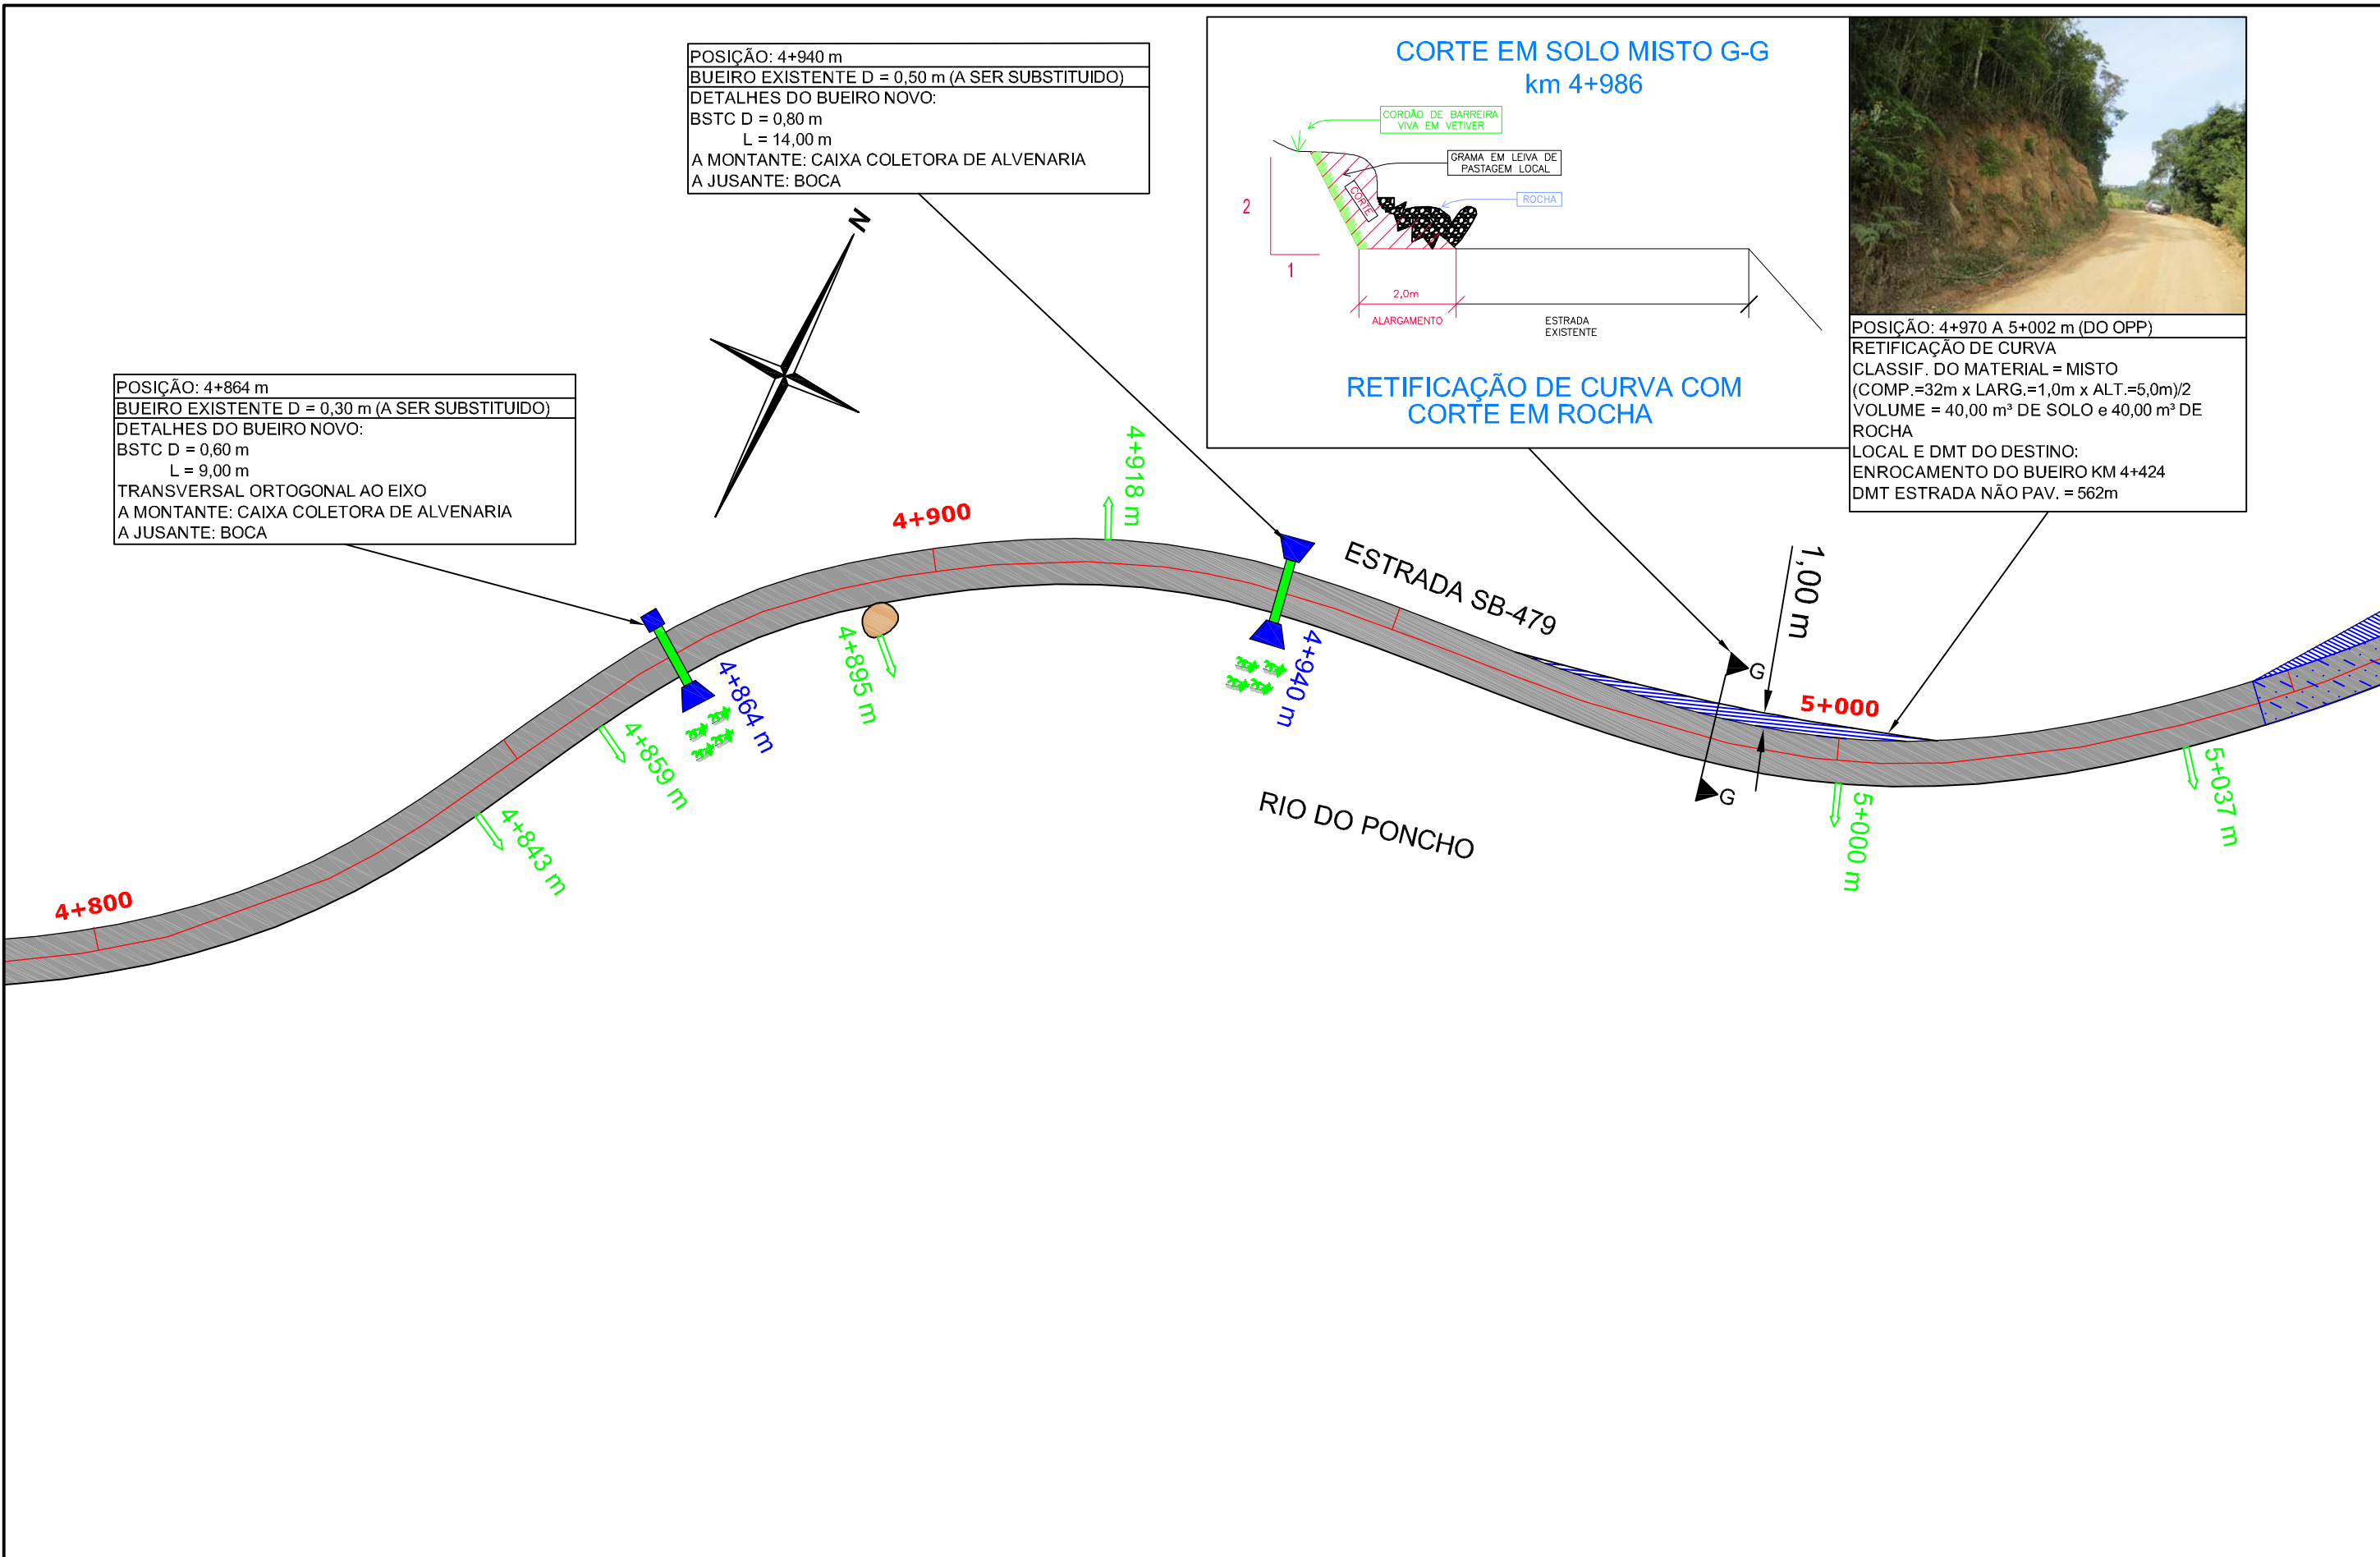 POSIÇÃO: 4+940 m
BUEIRO EXISTENTE D = 0,50 m (A SER SUBSTITUIDO)
DETALHES DO BUEIRO NOVO:
BSTC D = 0,80 m
L = 14,00 m
A MONTANTE: CAIXA COLETORA DE ALVENARIA
A JUSANTE: BOCA
CORTE EM SOLO MISTO G-G
km 4+986
CORDÃO DE BARREIRA
VIVA EM VETIVER
GRAMA EM LEIVA DE
PASTAGEM LOCAL
ROCHA
CORTE
2
1
2,0m
ALARGAMENTO
ESTRADA
EXISTENTE
RETIFICAÇÃO DE CURVA COM
CORTE EM ROCHA
POSIÇÃO: 4+970 A 5+002 m (DO OPP)
RETIFICAÇÃO DE CURVA
CLASSIF. DO MATERIAL = MISTO
(COMP.=32m x LARG.=1,0m x ALT.=5,0m)/2
VOLUME = 40,00 m³ DE SOLO e 40,00 m³ DE
ROCHA
LOCAL E DMT DO DESTINO:
ENROCAMENTO DO BUEIRO KM 4+424
DMT ESTRADA NÃO PAV. = 562m
N
POSIÇÃO: 4+864 m
BUEIRO EXISTENTE D = 0,30 m (A SER SUBSTITUIDO)
DETALHES DO BUEIRO NOVO:
BSTC D = 0,60 m
L = 9,00 m
TRANSVERSAL ORTOGONAL AO EIXO
A MONTANTE: CAIXA COLETORA DE ALVENARIA
A JUSANTE: BOCA
4+800
4+843 m
4+859 m
4+864 m
4+895 m
4+900
4+918 m
4+940 m
ESTRADA SB-479
RIO DO PONCHO
G
G
1,00 m
5+000
5+000 m
5+037 m